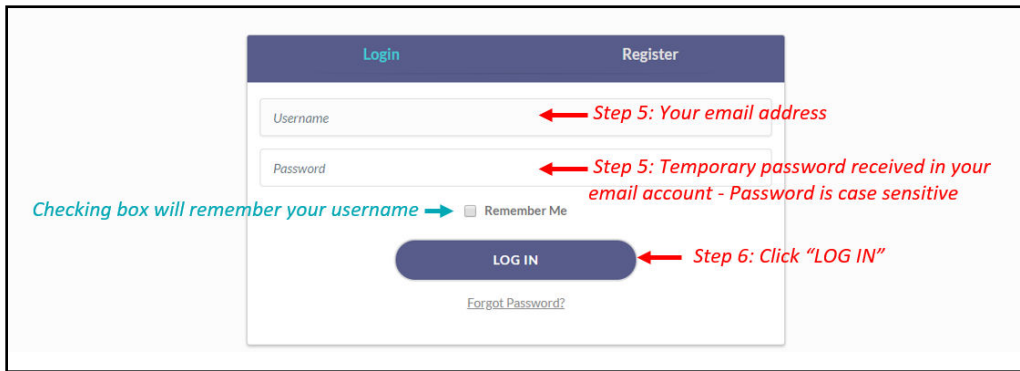 Login Register
Username
Step 5: Your email address
Password
Step 5: Temporary password received in your
email account - Password is case sensitive
Checking box will remember your username
Remember Me
LOG IN
Step 6: Click “LOG IN”
Forgot Password?